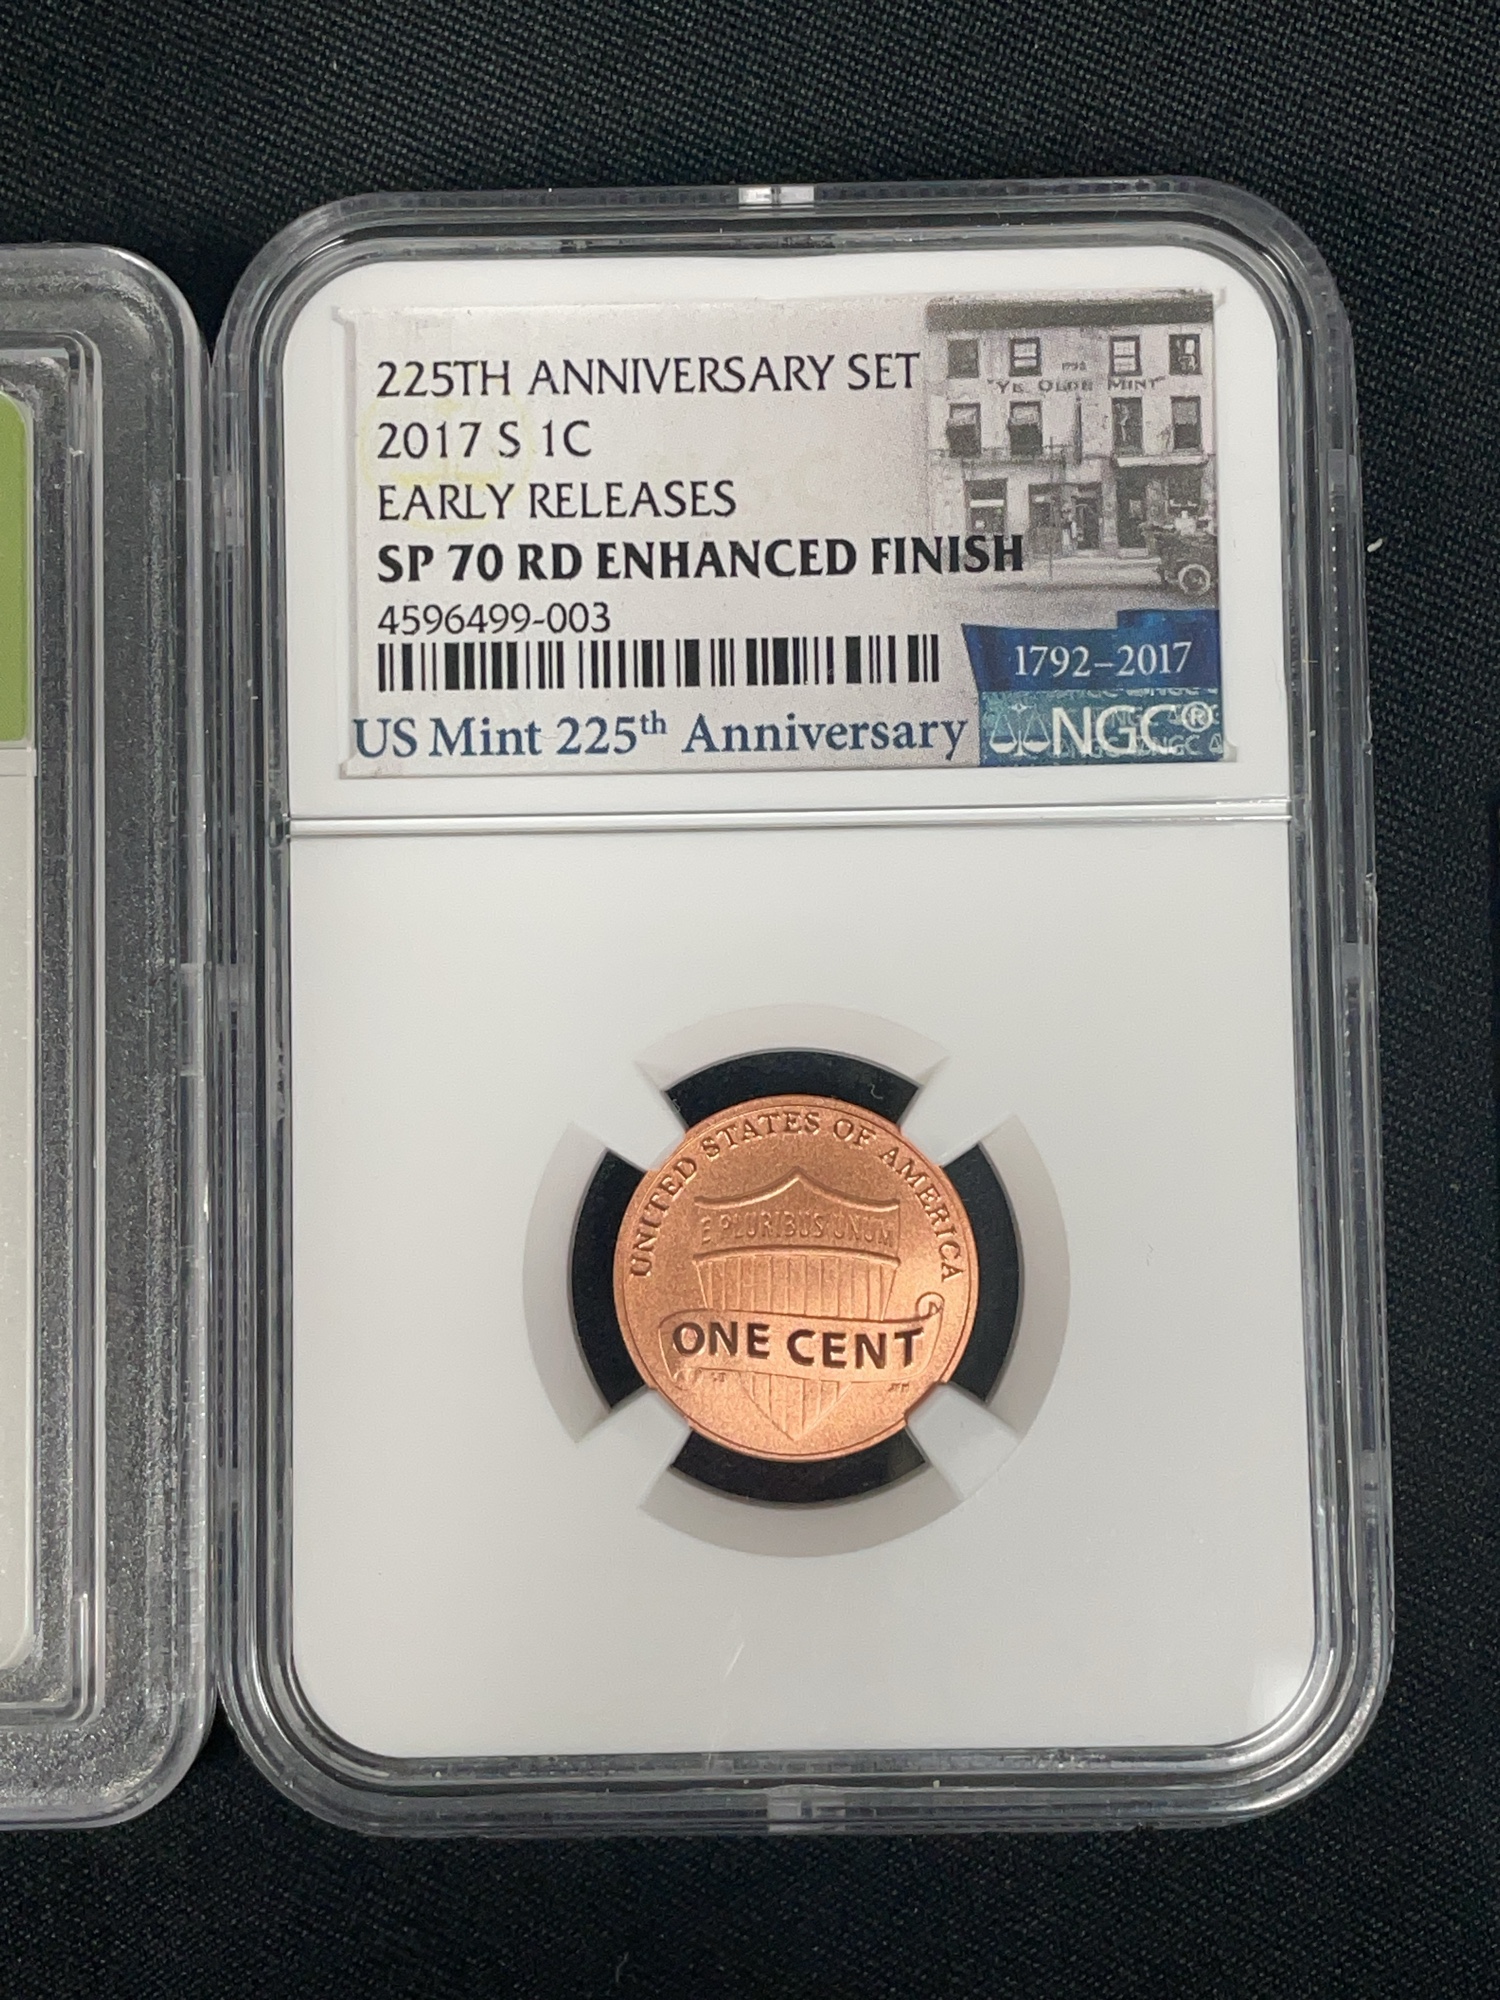 225TH ANNIVERSARY SET
2017 S 1C
EARLY RELEASES
SP 70 RD ENHANCED FINISH
4596499-003
1792
"YE OLDE MINT"
1792–2017
US Mint 225th Anniversary
NGC®
UNITED STATES OF AMERICA
E PLURIBUS UNUM
ONE CENT